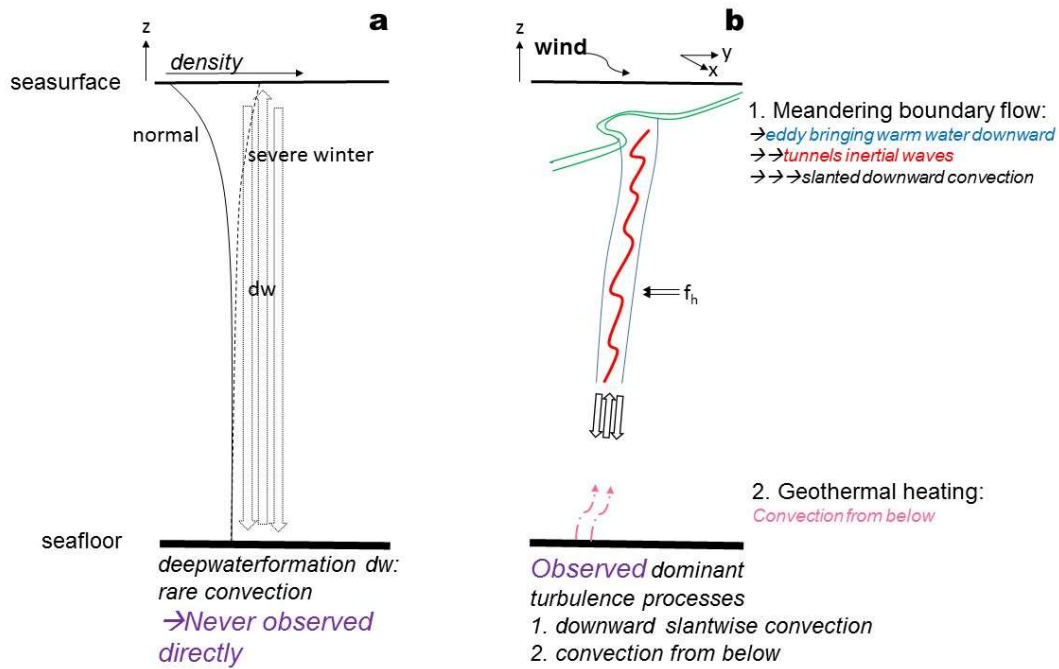 a
z
density
seasurface
normal
severe winter
dw
seafloor
deepwaterformation dw:
rare convection
→Never observed
directly
b
z
wind
y
x
1. Meandering boundary flow:
→eddy bringing warm water downward
→→tunnels inertial waves
→→→slanted downward convection
fh
2. Geothermal heating:
Convection from below
Observed dominant
turbulence processes
1. downward slantwise convection
2. convection from below